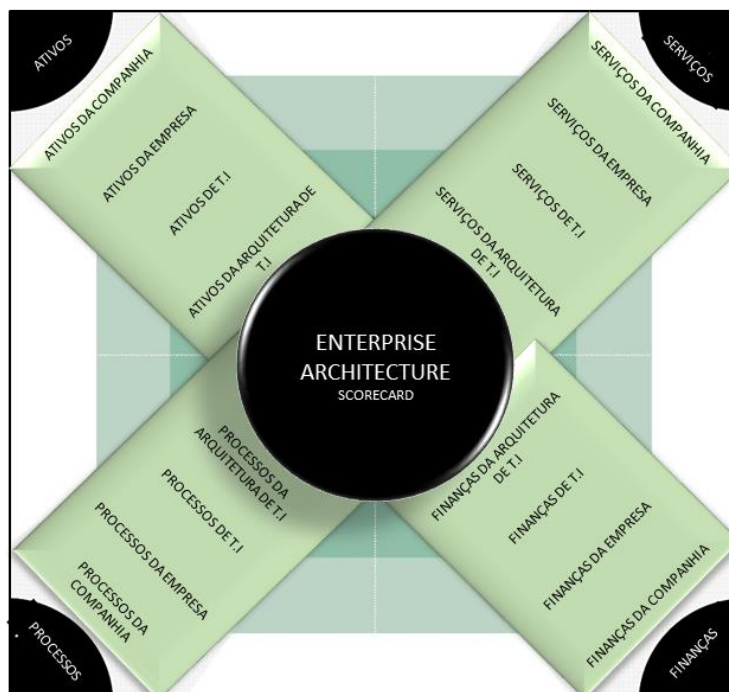 ATIVOS
ATIVOS DA COMPANHIA
ATIVOS DA EMPRESA
ATIVOS DE T.I
ATIVOS DA ARQUITETURA DE
T.I
SERVIÇOS
SERVIÇOS DA COMPANHIA
SERVIÇOS DA EMPRESA
SERVIÇOS DE T.I
SERVIÇOS DA ARQUITETURA
DE T.I
ENTERPRISE
ARCHITECTURE
SCORECARD
PROCESSOS DA
ARQUITETURA DE T.I
PROCESSOS DE T.I
PROCESSOS DA EMPRESA
PROCESSOS DA
COMPANHIA
PROCESSOS
FINANÇAS DA ARQUITETURA
DE T.I
FINANÇAS DE T.I
FINANÇAS DA EMPRESA
FINANÇAS DA COMPANHIA
FINANÇAS